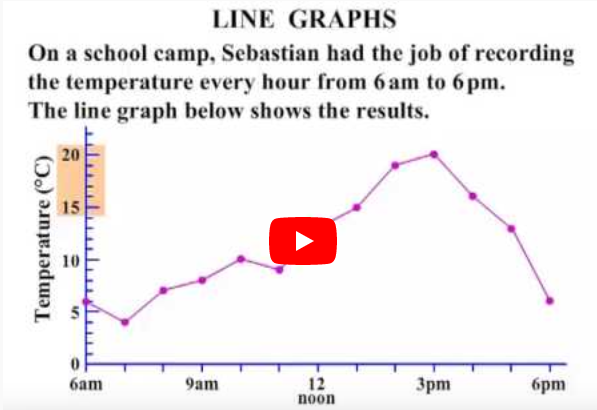 LINE GRAPHS
On a school camp, Sebastian had the job of recording
the temperature every hour from 6 am to 6 pm.
The line graph below shows the results.
Temperature (°C)
20
15
10
5
0
6am 9am 12 3pm 6pm
noon